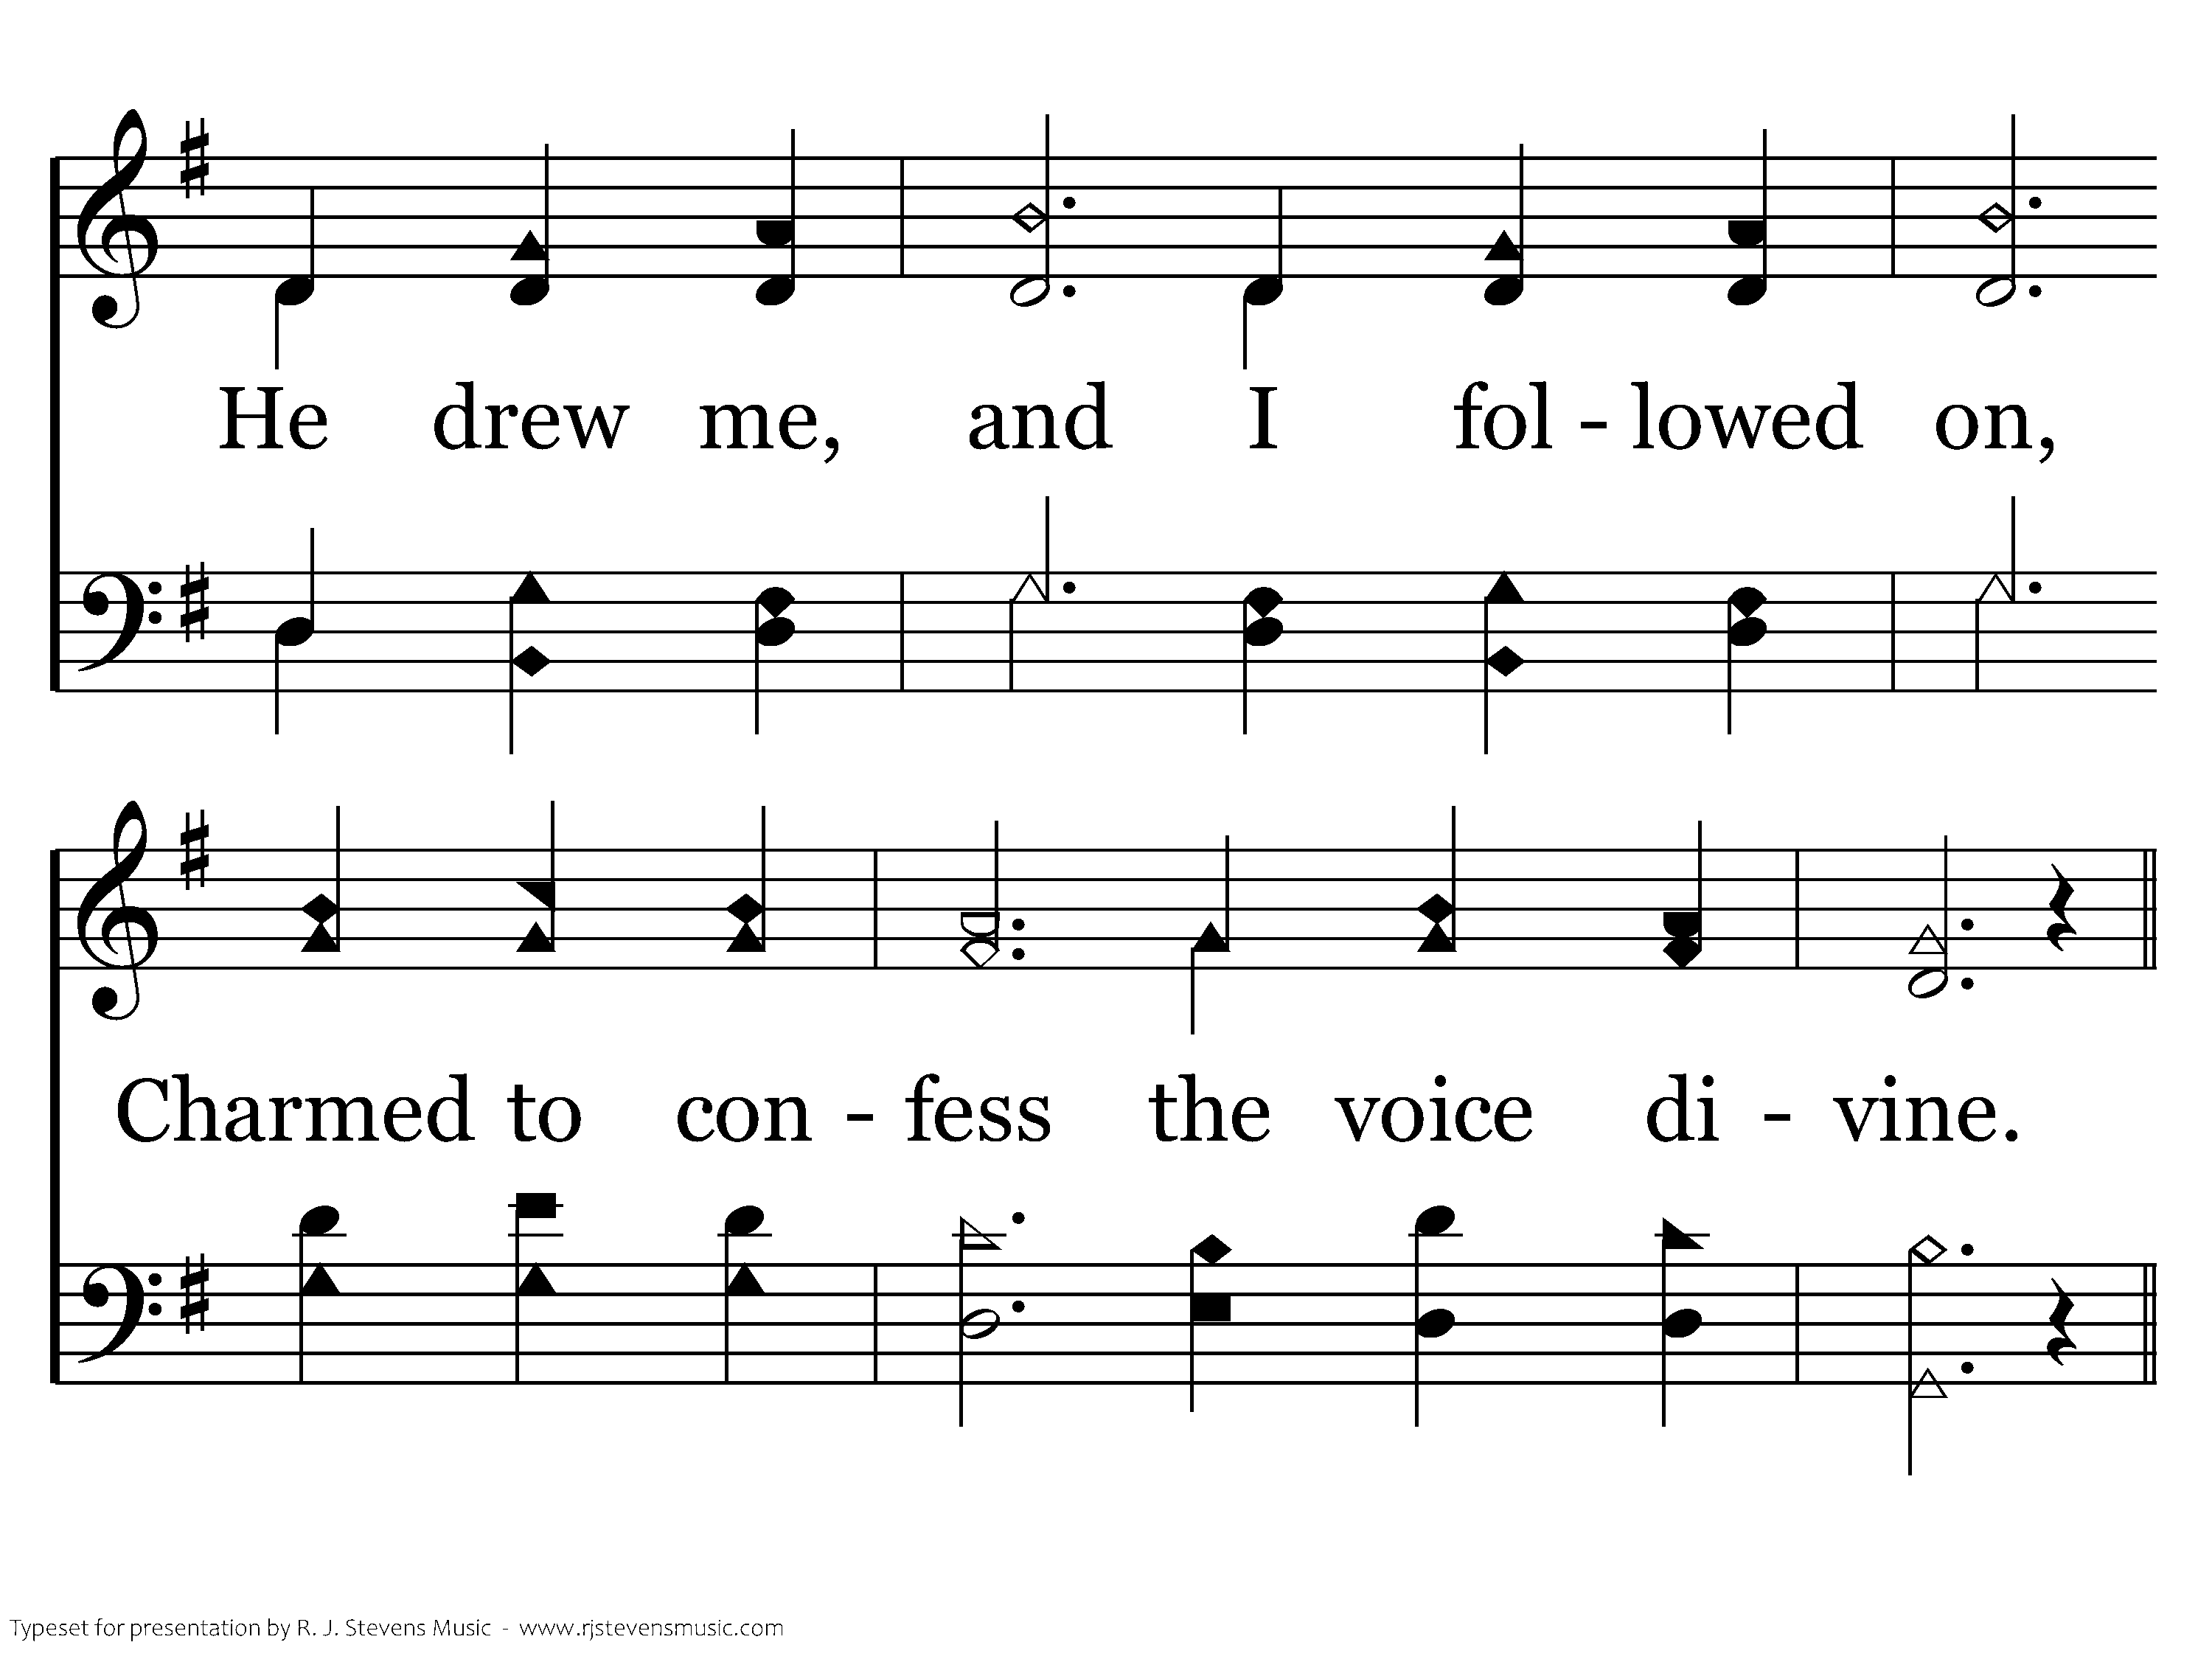 He drew me, and I fol - lowed on,
Charmed to con - fess the voice di - vine.
Typeset for presentation by R. J. Stevens Music - www.rjstevensmusic.com